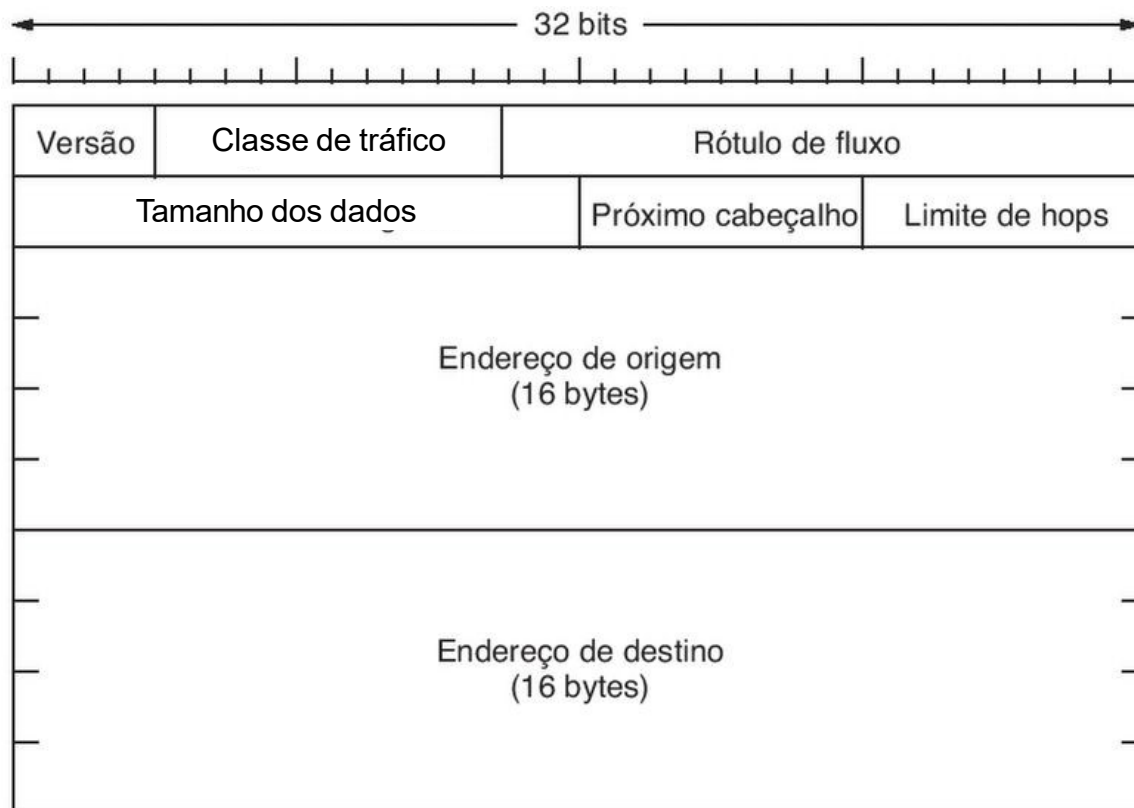 32 bits
Versão Classe de tráfico Rótulo de fluxo
Tamanho dos dados Próximo cabeçalho Limite de hops
Endereço de origem
(16 bytes)
Endereço de destino
(16 bytes)